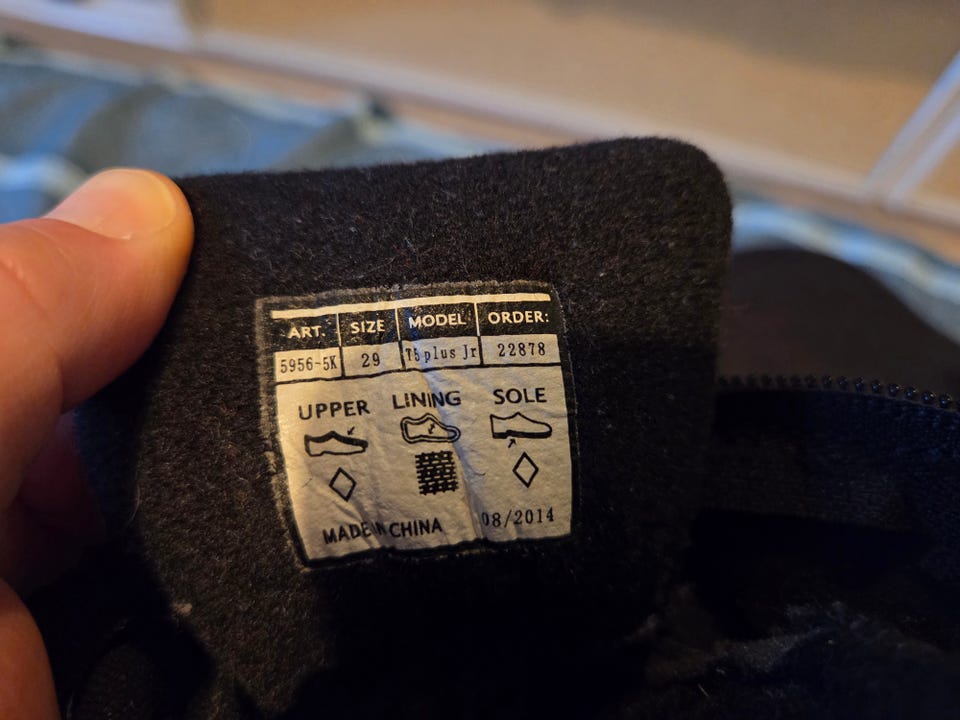 ART. SIZE MODEL ORDER:
5956-5K 29 T5 plus Jr 22878
UPPER LINING SOLE
MADE IN CHINA 08/2014